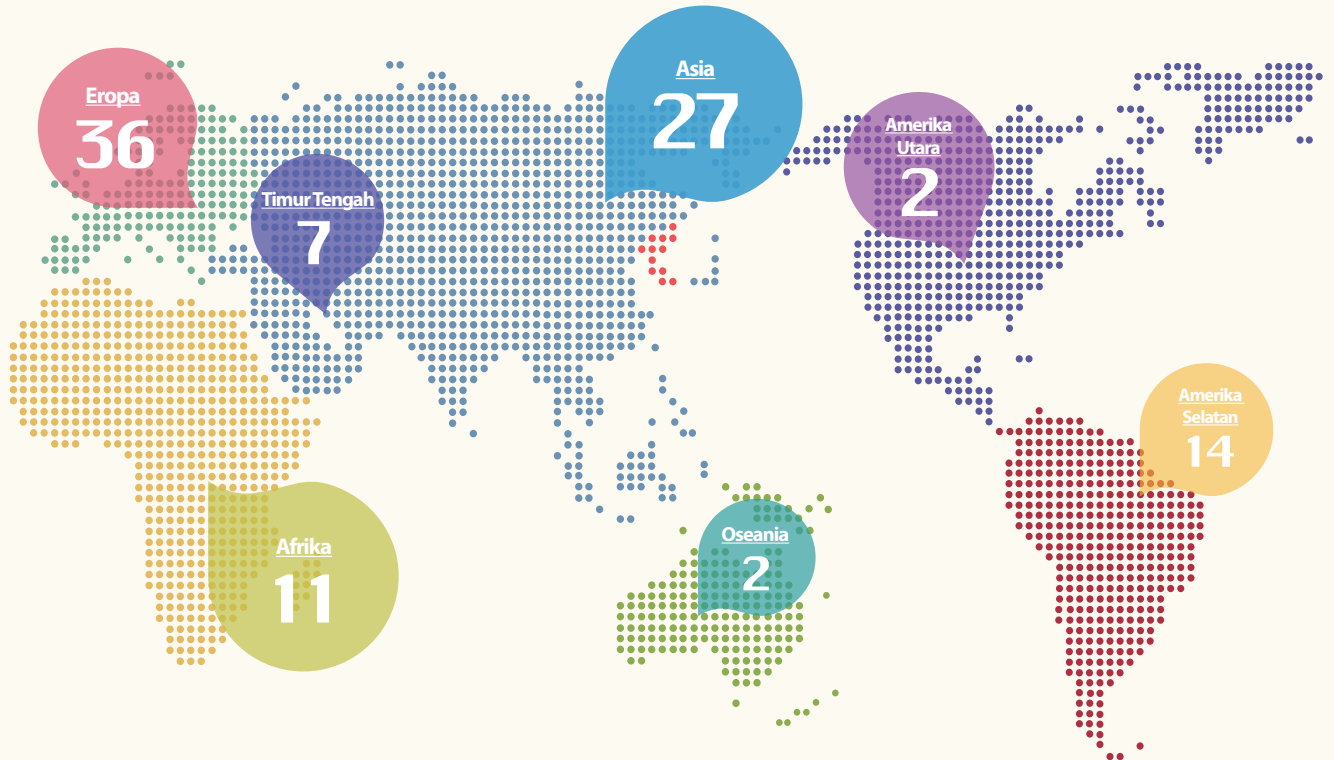 Eropa
36
Timur Tengah
7
Asia
27
Amerika
Utara
2
Amerika
Selatan
14
Afrika
11
Oseania
2